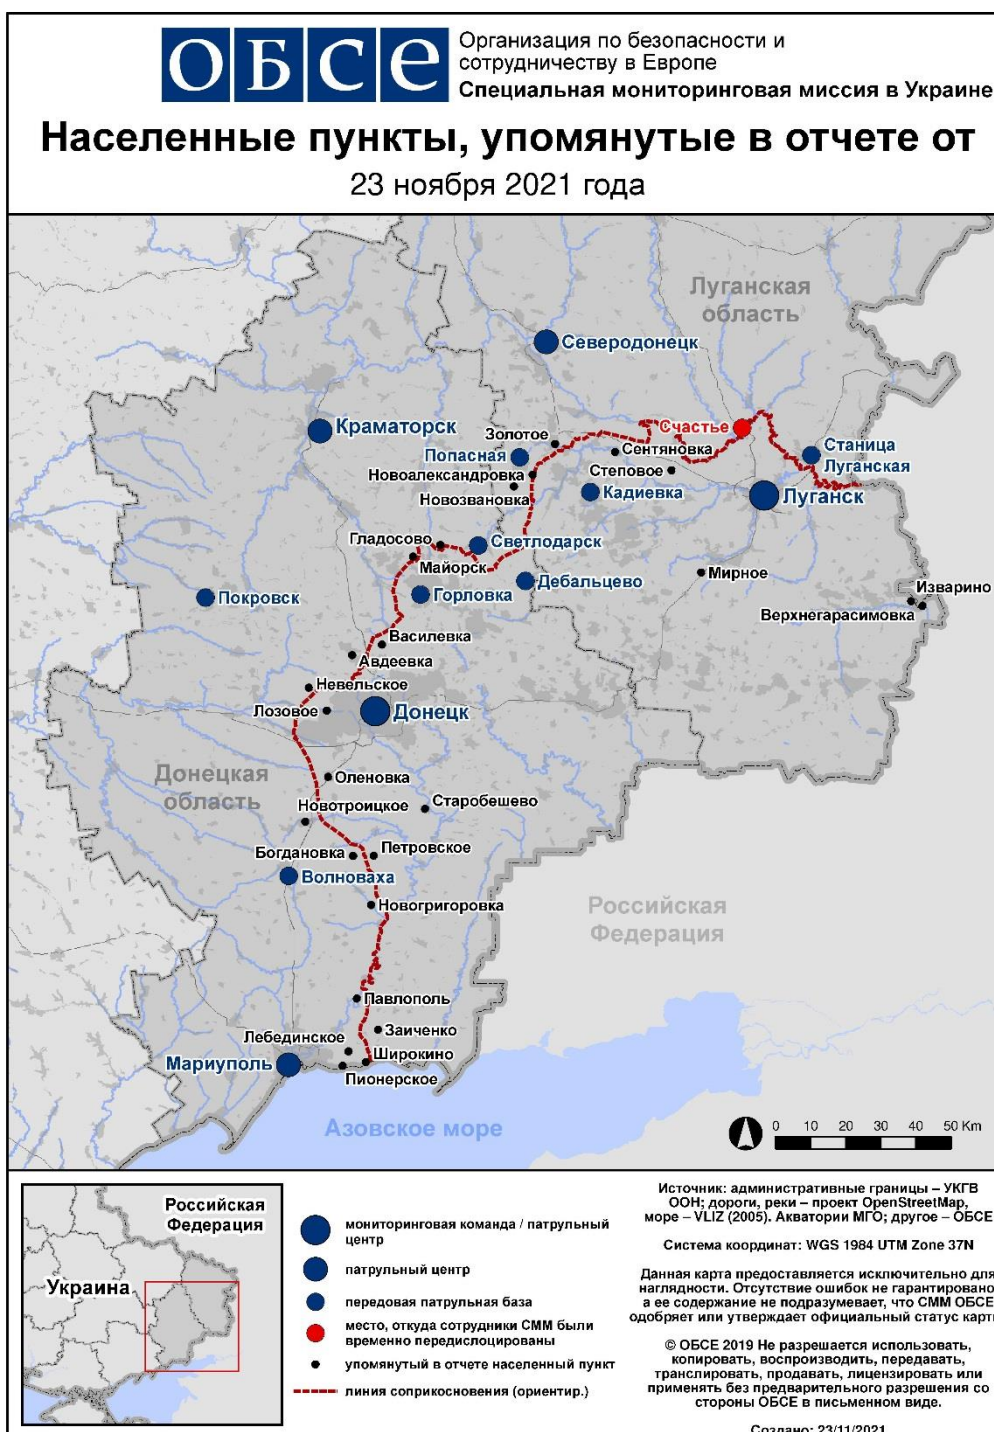 ОБСЕ
Организация по безопасности и
сотрудничеству в Европе
Специальная мониторинговая миссия в Украине
Населенные пункты, упомянутые в отчете от
23 ноября 2021 года
Луганская
область
Северодонецк
Краматорск
Счастье
Золотое
Сентяновка
Станица
Луганская
Попасная
Степовое
Новоалександровка
Кадиевка
Луганск
Новозвановка
Гладосово
Светлодарск
Майорск
Мирное
Дебальцево
Изварино
Покровск
Горловка
Верхнегарасимовка
Василевка
Авдеевка
Невельское
Лозовое
Донецк
Донецкая
область
Оленовка
Новотроицкое
Старобешево
Богдановка
Петровское
Волноваха
Новогригоровка
Российская
Федерация
Павлополь
Заиченко
Лебединское
Широкино
Мариуполь
Пионерское
Азовское море
0 10 20 30 40 50 Km
Российская
Федерация
Украина
мониторинговая команда / патрульный
центр
патрульный центр
передовая патрульная база
место, откуда сотрудники СММ были
временно передислоцированы
упомянутый в отчете населенный пункт
линия соприкосновения (ориентир.)
Источник: административные границы – УКГВ
ООН; дороги, реки – проект OpenStreetMap,
море – VLIZ (2005). Акватории МГО; другое – ОБСЕ
Система координат: WGS 1984 UTM Zone 37N
Данная карта предоставляется исключительно для
наглядности. Отсутствие ошибок не гарантировано,
а ее содержание не подразумевает, что СММ ОБСЕ
одобряет или утверждает официальный статус карты
© ОБСЕ 2019 Не разрешается использовать,
копировать, воспроизводить, передавать,
транслировать, продавать, лицензировать или
применять без предварительного разрешения со
стороны ОБСЕ в письменном виде.
Создано: 23/11/2021